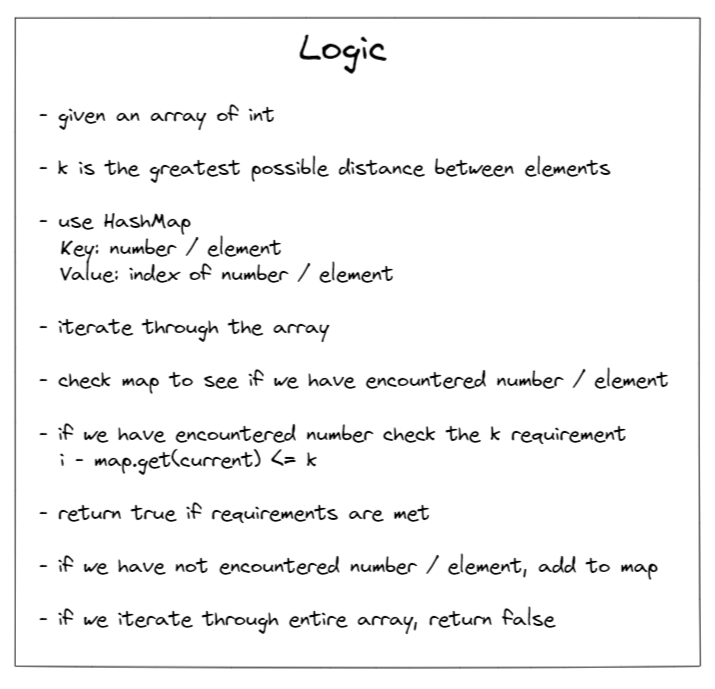 Logic
- given an array of int
- k is the greatest possible distance between elements
- use HashMap
Key: number / element
Value: index of number / element
- iterate through the array
- check map to see if we have encountered number / element
- if we have encountered number check the k requirement
i - map.get(current) <= k
- return true if requirements are met
- if we have not encountered number / element, add to map
- if we iterate through entire array, return false